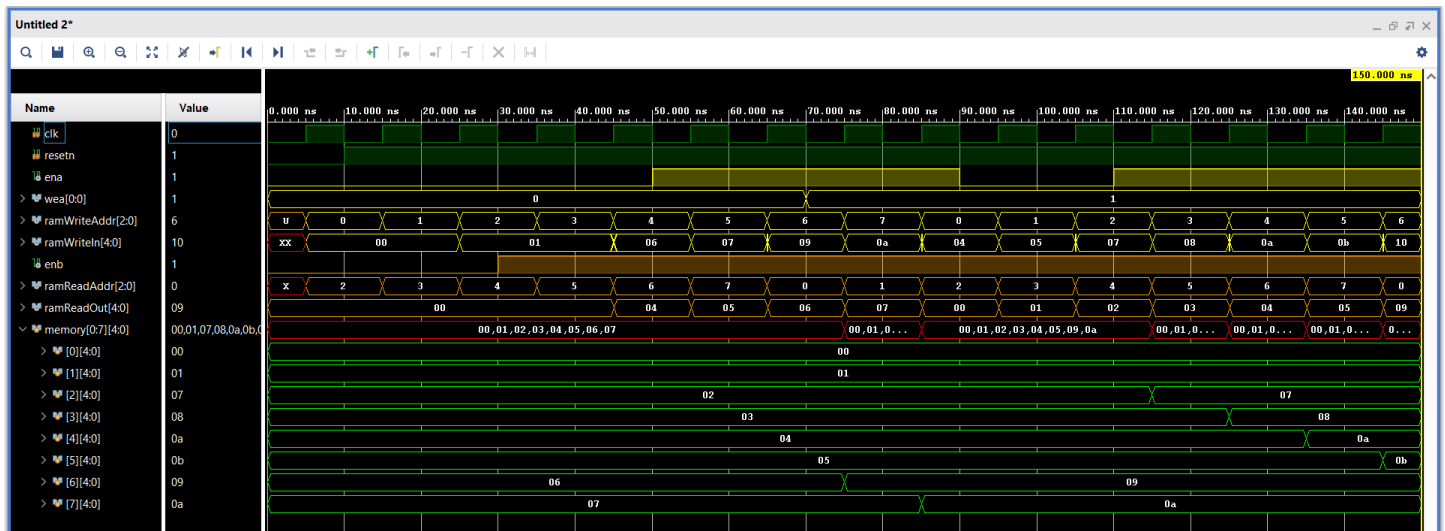 Untitled 2*
150.000 ns
Name Value 0.000 ns 10.000 ns 20.000 ns 30.000 ns 40.000 ns 50.000 ns 60.000 ns 70.000 ns 80.000 ns 90.000 ns 100.000 ns 110.000 ns 120.000 ns 130.000 ns 140.000 ns
clk 0
resetn 1
ena 1
wea[0:0] 1 0 1
ramWriteAddr[2:0] 6 U 0 1 2 3 4 5 6 7 0 1 2 3 4 5 6
ramWriteIn[4:0] 10 XX 00 01 06 07 09 0a 04 05 07 08 0a 0b 10
enb 1
ramReadAddr[2:0] 0 X 2 3 4 5 6 7 0 1 2 3 4 5 6 7 0
ramReadOut[4:0] 09 00 04 05 06 07 00 01 02 03 04 05 09
memory[0:7][4:0] 00,01,07,08,0a,0b,0 00,01,02,03,04,05,06,07 00,01,0... 00,01,02,03,04,05,09,0a 00,01,0... 00,01,0... 00,01,0... 0...
[0][4:0] 00 00
[1][4:0] 01 01
[2][4:0] 07 02 07
[3][4:0] 08 03 08
[4][4:0] 0a 04 0a
[5][4:0] 0b 05 0b
[6][4:0] 09 06 09
[7][4:0] 0a 07 0a